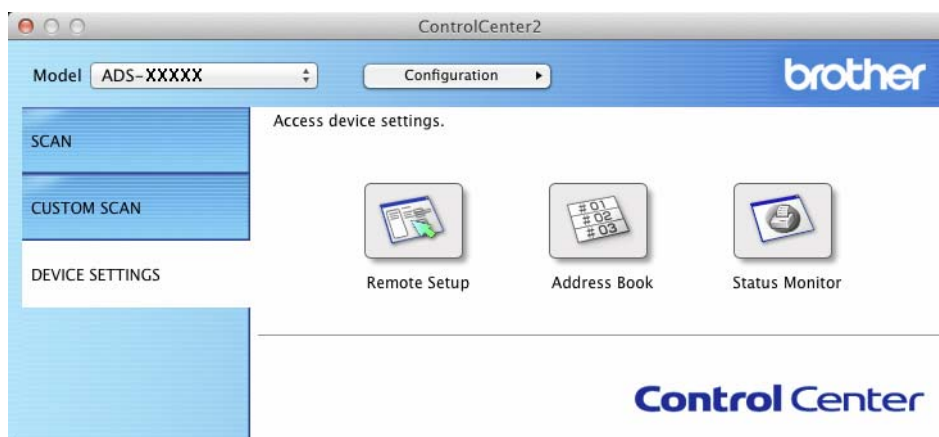 ControlCenter2
Model ADS-XXXXX Configuration
brother
SCAN
CUSTOM SCAN
DEVICE SETTINGS
Access device settings.
#01
#02
#03
Remote Setup Address Book Status Monitor
Control Center